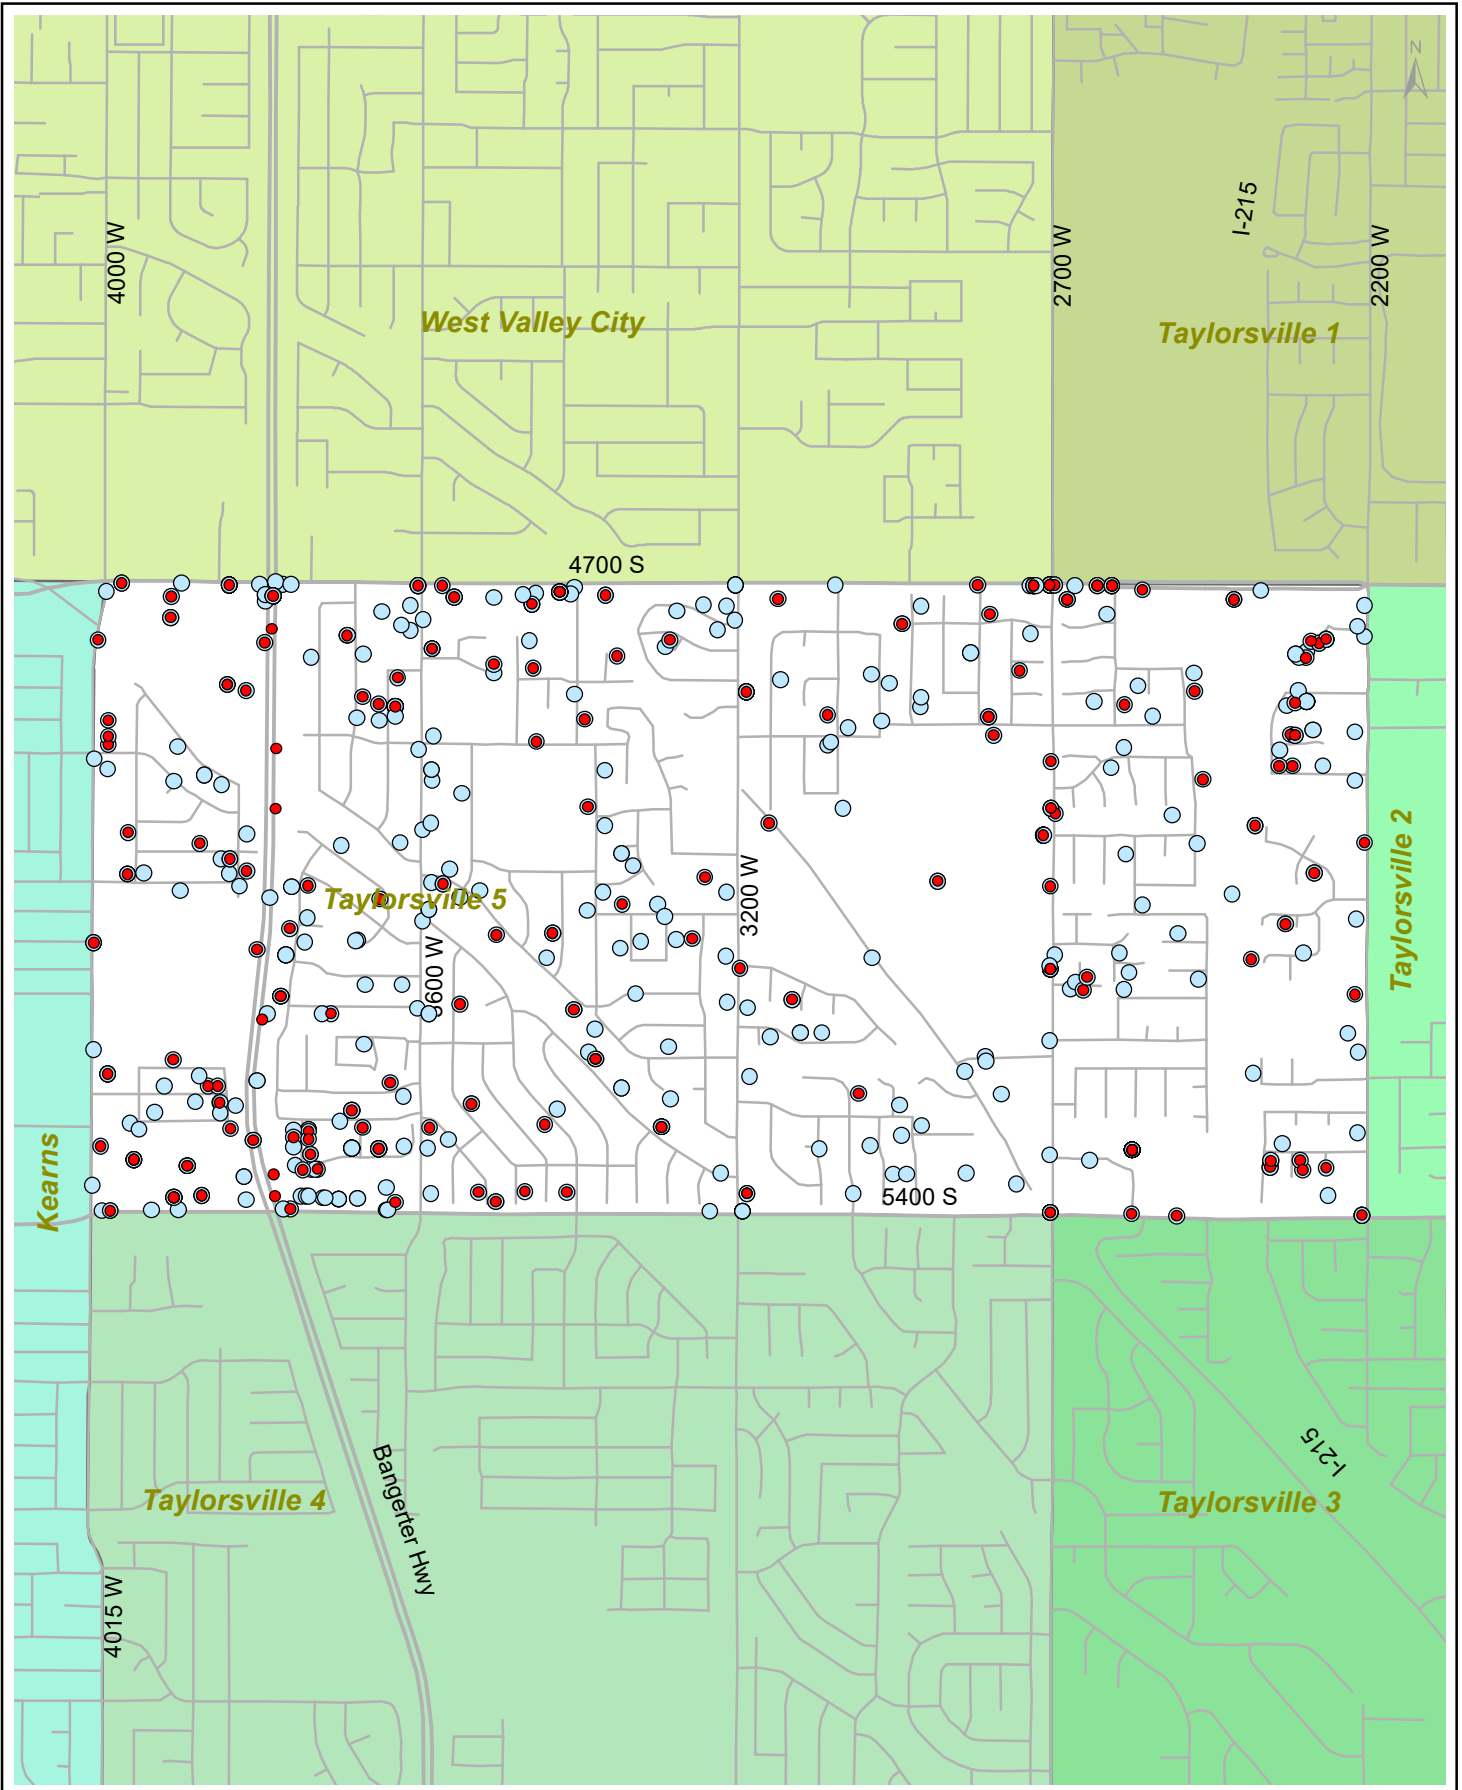 N
I-215
4000 W
2700 W
2200 W
West Valley City
Taylorsville 1
4700 S
Taylorsville 2
3200 W
Taylorsville 5
3600 W
Kearns
5400 S
I-215
Bangerter Hwy
Taylorsville 4
Taylorsville 3
4015 W